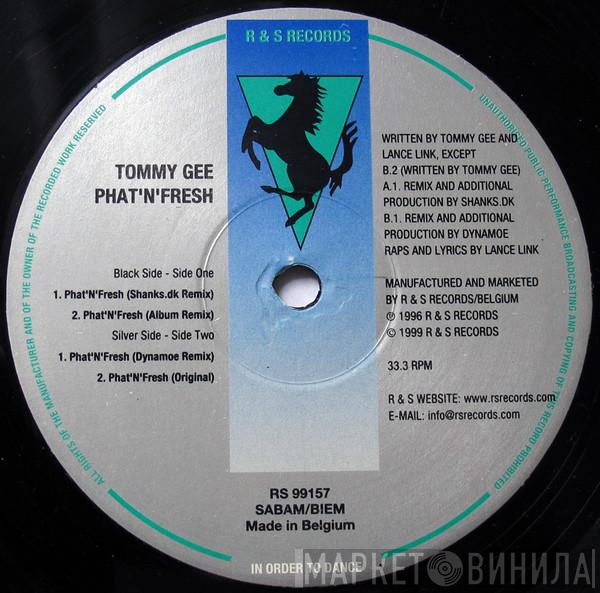 R & S RECORDS
TOMMY GEE
PHAT'N'FRESH
Black Side - Side One
1. Phat'N'Fresh (Shanks.dk Remix)
2. Phat'N'Fresh (Album Remix)
Silver Side - Side Two
1. Phat'N'Fresh (Dynamoe Remix)
2. Phat'N'Fresh (Original)
WRITTEN BY TOMMY GEE AND
LANCE LINK, EXCEPT
B.2 (WRITTEN BY TOMMY GEE)
A.1. REMIX AND ADDITIONAL
PRODUCTION BY SHANKS.DK
B.1. REMIX AND ADDITIONAL
PRODUCTION BY DYNAMOE
RAPS AND LYRICS BY LANCE LINK
MANUFACTURED AND MARKETED
BY R & S RECORDS/BELGIUM
℗ 1996 R & S RECORDS
© 1999 R & S RECORDS
33.3 RPM
R & S WEBSITE: www.rsrecords.com
E-MAIL: info@rsrecords.com
RS 99157
SABAM/BIEM
Made in Belgium
IN ORDER TO DANCE
ALL RIGHTS OF THE MANUFACTURER AND OF THE OWNER OF THE RECORDED WORK RESERVED
UNAUTHORISED PUBLIC PERFORMANCE BROADCASTING AND COPYING OF THIS RECORD PROHIBITED
МАРКЕТ ВИНИЛА